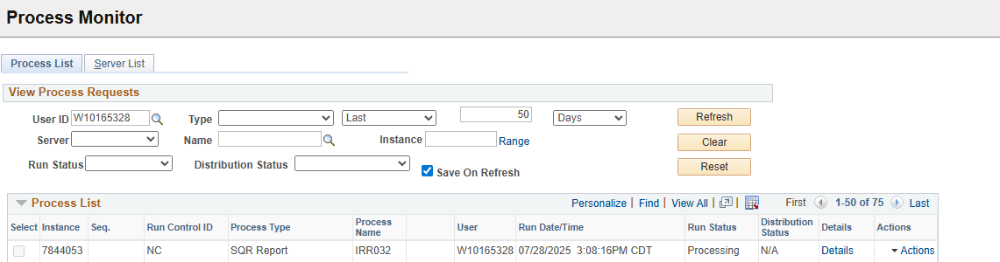 Process Monitor
Process List Server List
View Process Requests
User ID W10165328 Type Last 50 Days Refresh
Server Name Instance Range Clear
Run Status Distribution Status Save On Refresh Reset
Process List Personalize | Find | View All | | First 1-50 of 75 Last
Select Instance Seq. Run Control ID Process Type Process Name User Run Date/Time Run Status Distribution Status Details Actions
7844053 NC SQR Report IRR032 W10165328 07/28/2025 3:08:16PM CDT Processing N/A Details Actions